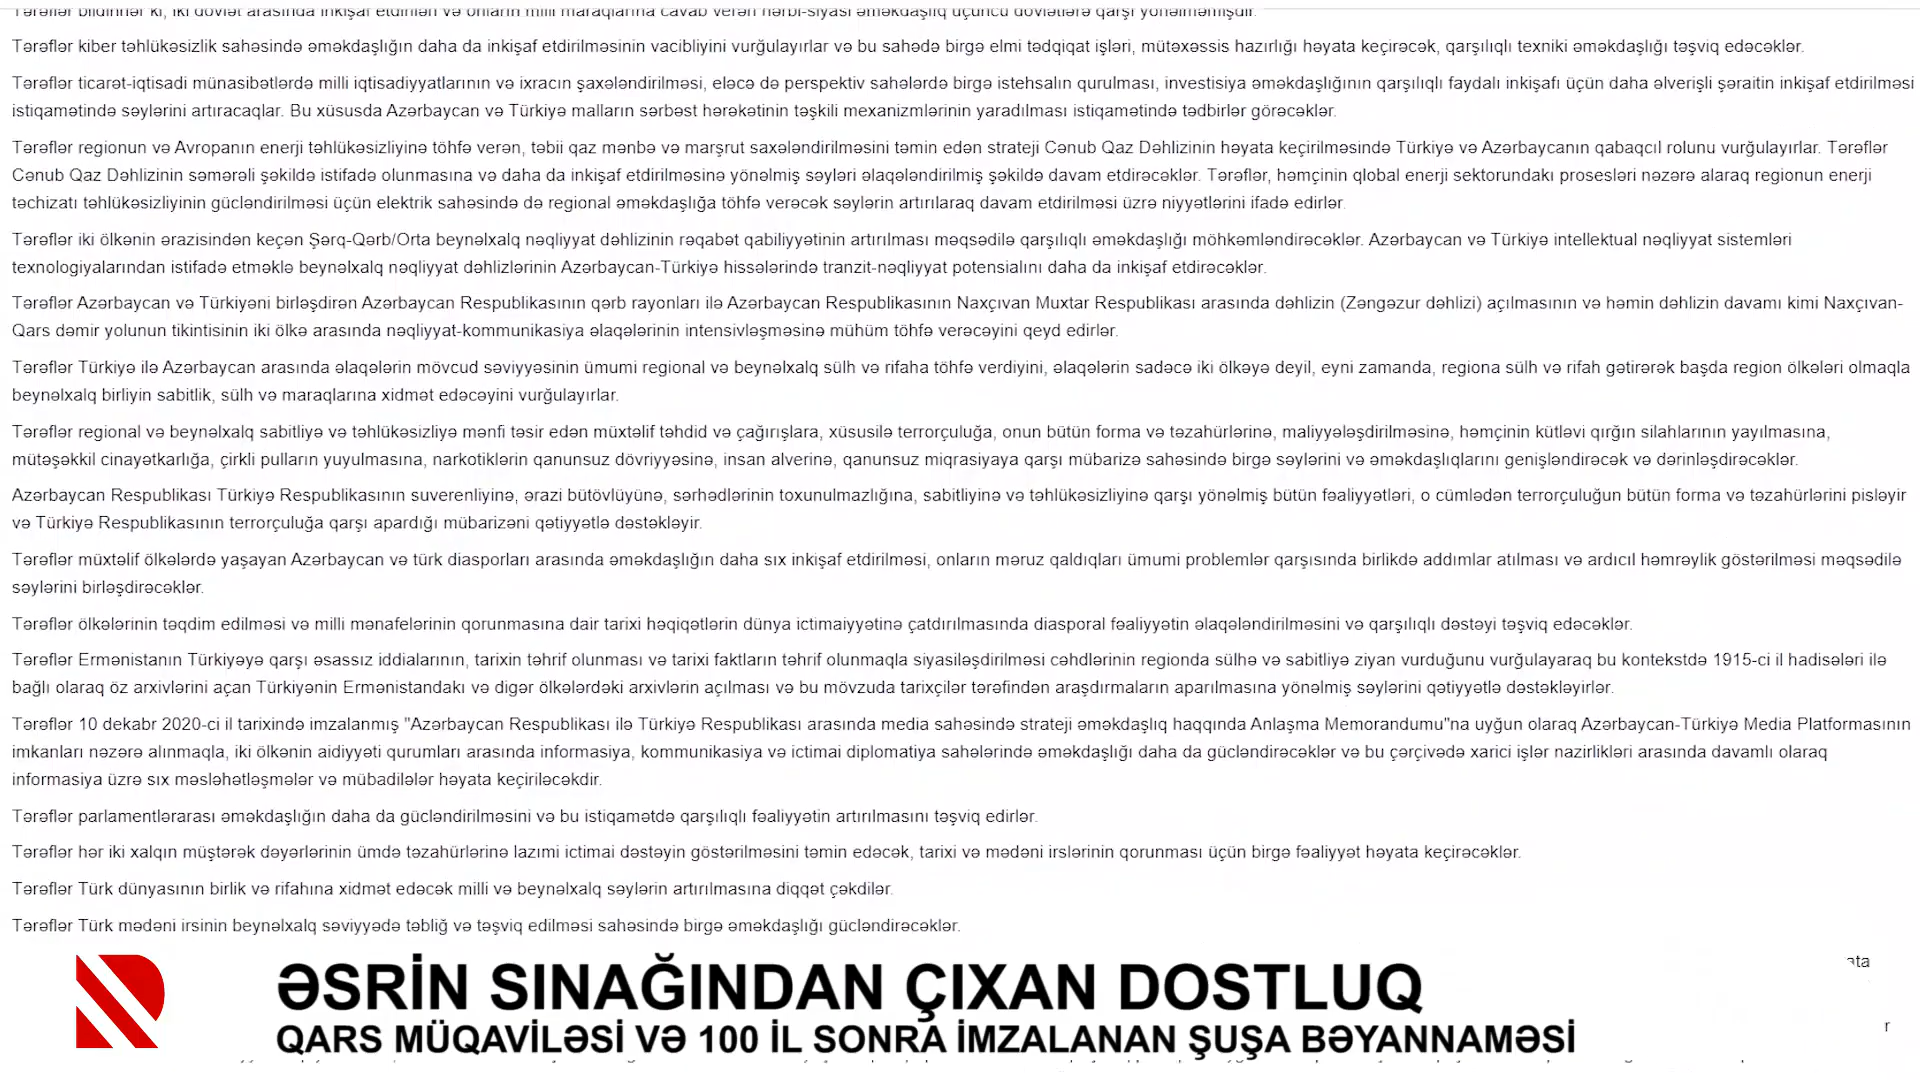 Tərəflər bildirirlər ki, iki dövlət arasında inkişaf etdirilən və onların milli maraqlarına cavab verən hərbi-siyasi əməkdaşlıq üçüncü dövlətlərə qarşı yönəlməmişdir.
Tərəflər kiber təhlükəsizlik sahəsində əməkdaşlığın daha da inkişaf etdirilməsinin vacibliyini vurğulayırlar və bu sahədə birgə elmi tədqiqat işləri, mütəxəssis hazırlığı həyata keçirəcək, qarşılıqlı texniki əməkdaşlığı təşviq edəcəklər.
Tərəflər ticarət-iqtisadi münasibətlərdə milli iqtisadiyyatlarının və ixracın şaxələndirilməsi, eləcə də perspektiv sahələrdə birgə istehsalın qurulması, investisiya əməkdaşlığının qarşılıqlı faydalı inkişafı üçün daha əlverişli şəraitin inkişaf etdirilməsi
istiqamətində səylərini artıracaqlar. Bu xüsusda Azərbaycan və Türkiyə malların sərbəst hərəkətinin təşkili mexanizmlərinin yaradılması istiqamətində tədbirlər görəcəklər.
Tərəflər regionun və Avropanın enerji təhlükəsizliyinə töhfə verən, təbii qaz mənbə və marşrut saxələndirilməsini təmin edən strateji Cənub Qaz Dəhlizinin həyata keçirilməsində Türkiyə və Azərbaycanın qabaqcıl rolunu vurğulayırlar. Tərəflər
Cənub Qaz Dəhlizinin səmərəli şəkildə istifadə olunmasına və daha da inkişaf etdirilməsinə yönəlmiş səyləri əlaqələndirilmiş şəkildə davam etdirəcəklər. Tərəflər, həmçinin qlobal enerji sektorundakı prosesləri nəzərə alaraq regionun enerji
təchizatı təhlükəsizliyinin gücləndirilməsi üçün elektrik sahəsində də regional əməkdaşlığa töhfə verəcək səylərin artırılaraq davam etdirilməsi üzrə niyyətlərini ifadə edirlər.
Tərəflər iki ölkənin ərazisindən keçən Şərq-Qərb/Orta beynəlxalq nəqliyyat dəhlizinin rəqabət qabiliyyətinin artırılması məqsədilə qarşılıqlı əməkdaşlığı möhkəmləndirəcəklər. Azərbaycan və Türkiyə intellektual nəqliyyat sistemləri
texnologiyalarından istifadə etməklə beynəlxalq nəqliyyat dəhlizlərinin Azərbaycan-Türkiyə hissələrində tranzit-nəqliyyat potensialını daha da inkişaf etdirəcəklər.
Tərəflər Azərbaycan və Türkiyəni birləşdirən Azərbaycan Respublikasının qərb rayonları ilə Azərbaycan Respublikasının Naxçıvan Muxtar Respublikası arasında dəhlizin (Zəngəzur dəhlizi) açılmasının və həmin dəhlizin davamı kimi Naxçıvan-
Qars dəmir yolunun tikintisinin iki ölkə arasında nəqliyyat-kommunikasiya əlaqələrinin intensivləşməsinə mühüm töhfə verəcəyini qeyd edirlər.
Tərəflər Türkiyə ilə Azərbaycan arasında əlaqələrin mövcud səviyyəsinin ümumi regional və beynəlxalq sülh və rifaha töhfə verdiyini, əlaqələrin sadəcə iki ölkəyə deyil, eyni zamanda, regiona sülh və rifah gətirərək başda region ölkələri olmaqla
beynəlxalq birliyin sabitlik, sülh və maraqlarına xidmət edəcəyini vurğulayırlar.
Tərəflər regional və beynəlxalq sabitliyə və təhlükəsizliyə mənfi təsir edən müxtəlif təhdid və çağırışlara, xüsusilə terrorçuluğa, onun bütün forma və təzahürlərinə, maliyyələşdirilməsinə, həmçinin kütləvi qırğın silahlarının yayılmasına,
mütəşəkkil cinayətkarlığa, çirkli pulların yuyulmasına, narkotiklərin qanunsuz dövriyyəsinə, insan alverinə, qanunsuz miqrasiyaya qarşı mübarizə sahəsində birgə səylərini və əməkdaşlıqlarını genişləndirəcək və dərinləşdirəcəklər.
Azərbaycan Respublikası Türkiyə Respublikasının suverenliyinə, ərazi bütövlüyünə, sərhədlərinin toxunulmazlığına, sabitliyinə və təhlükəsizliyinə qarşı yönəlmiş bütün fəaliyyətləri, o cümlədən terrorçuluğun bütün forma və təzahürlərini pisləyir
və Türkiyə Respublikasının terrorçuluğa qarşı apardığı mübarizəni qətiyyətlə dəstəkləyir.
Tərəflər müxtəlif ölkələrdə yaşayan Azərbaycan və türk diasporları arasında əməkdaşlığın daha sıx inkişaf etdirilməsi, onların məruz qaldıqları ümumi problemlər qarşısında birlikdə addımlar atılması və ardıcıl həmrəylik göstərilməsi məqsədilə
səylərini birləşdirəcəklər.
Tərəflər ölkələrinin təqdim edilməsi və milli mənafelərinin qorunmasına dair tarixi həqiqətlərin dünya ictimaiyyətinə çatdırılmasında diasporal fəaliyyətin əlaqələndirilməsini və qarşılıqlı dəstəyi təşviq edəcəklər.
Tərəflər Ermənistanın Türkiyəyə qarşı əsassız iddialarının, tarixin təhrif olunması və tarixi faktların təhrif olunmaqla siyasiləşdirilməsi cəhdlərinin regionda sülhə və sabitliyə ziyan vurduğunu vurğulayaraq bu kontekstdə 1915-ci il hadisələri ilə
bağlı olaraq öz arxivlərini açan Türkiyənin Ermənistandakı və digər ölkələrdəki arxivlərin açılması və bu mövzuda tarixçilər tərəfindən araşdırmaların aparılmasına yönəlmiş səylərini qətiyyətlə dəstəkləyirlər.
Tərəflər 10 dekabr 2020-ci il tarixində imzalanmış "Azərbaycan Respublikası ilə Türkiyə Respublikası arasında media sahəsində strateji əməkdaşlıq haqqında Anlaşma Memorandumu"na uyğun olaraq Azərbaycan-Türkiyə Media Platformasının
imkanları nəzərə alınmaqla, iki ölkənin aidiyyəti qurumları arasında informasiya, kommunikasiya və ictimai diplomatiya sahələrində əməkdaşlığı daha da gücləndirəcəklər və bu çərçivədə xarici işlər nazirlikləri arasında davamlı olaraq
informasiya üzrə sıx məsləhətləşmələr və mübadilələr həyata keçiriləcəkdir.
Tərəflər parlamentlərarası əməkdaşlığın daha da gücləndirilməsini və bu istiqamətdə qarşılıqlı fəaliyyətin artırılmasını təşviq edirlər.
Tərəflər hər iki xalqın müştərək dəyərlərinin ümdə təzahürlərinə lazımi ictimai dəstəyin göstərilməsini təmin edəcək, tarixi və mədəni irslərinin qorunması üçün birgə fəaliyyət həyata keçirəcəklər.
Tərəflər Türk dünyasının birlik və rifahına xidmət edəcək milli və beynəlxalq səylərin artırılmasına diqqət çəkdilər.
Tərəflər Türk mədəni irsinin beynəlxalq səviyyədə təbliğ və təşviq edilməsi sahəsində birgə əməkdaşlığı gücləndirəcəklər.
ƏSRİN SINAĞINDAN ÇIXAN DOSTLUQ
QARS MÜQAVİLƏSİ VƏ 100 İL SONRA İMZALANAN ŞUŞA BƏYANNAMƏSİ